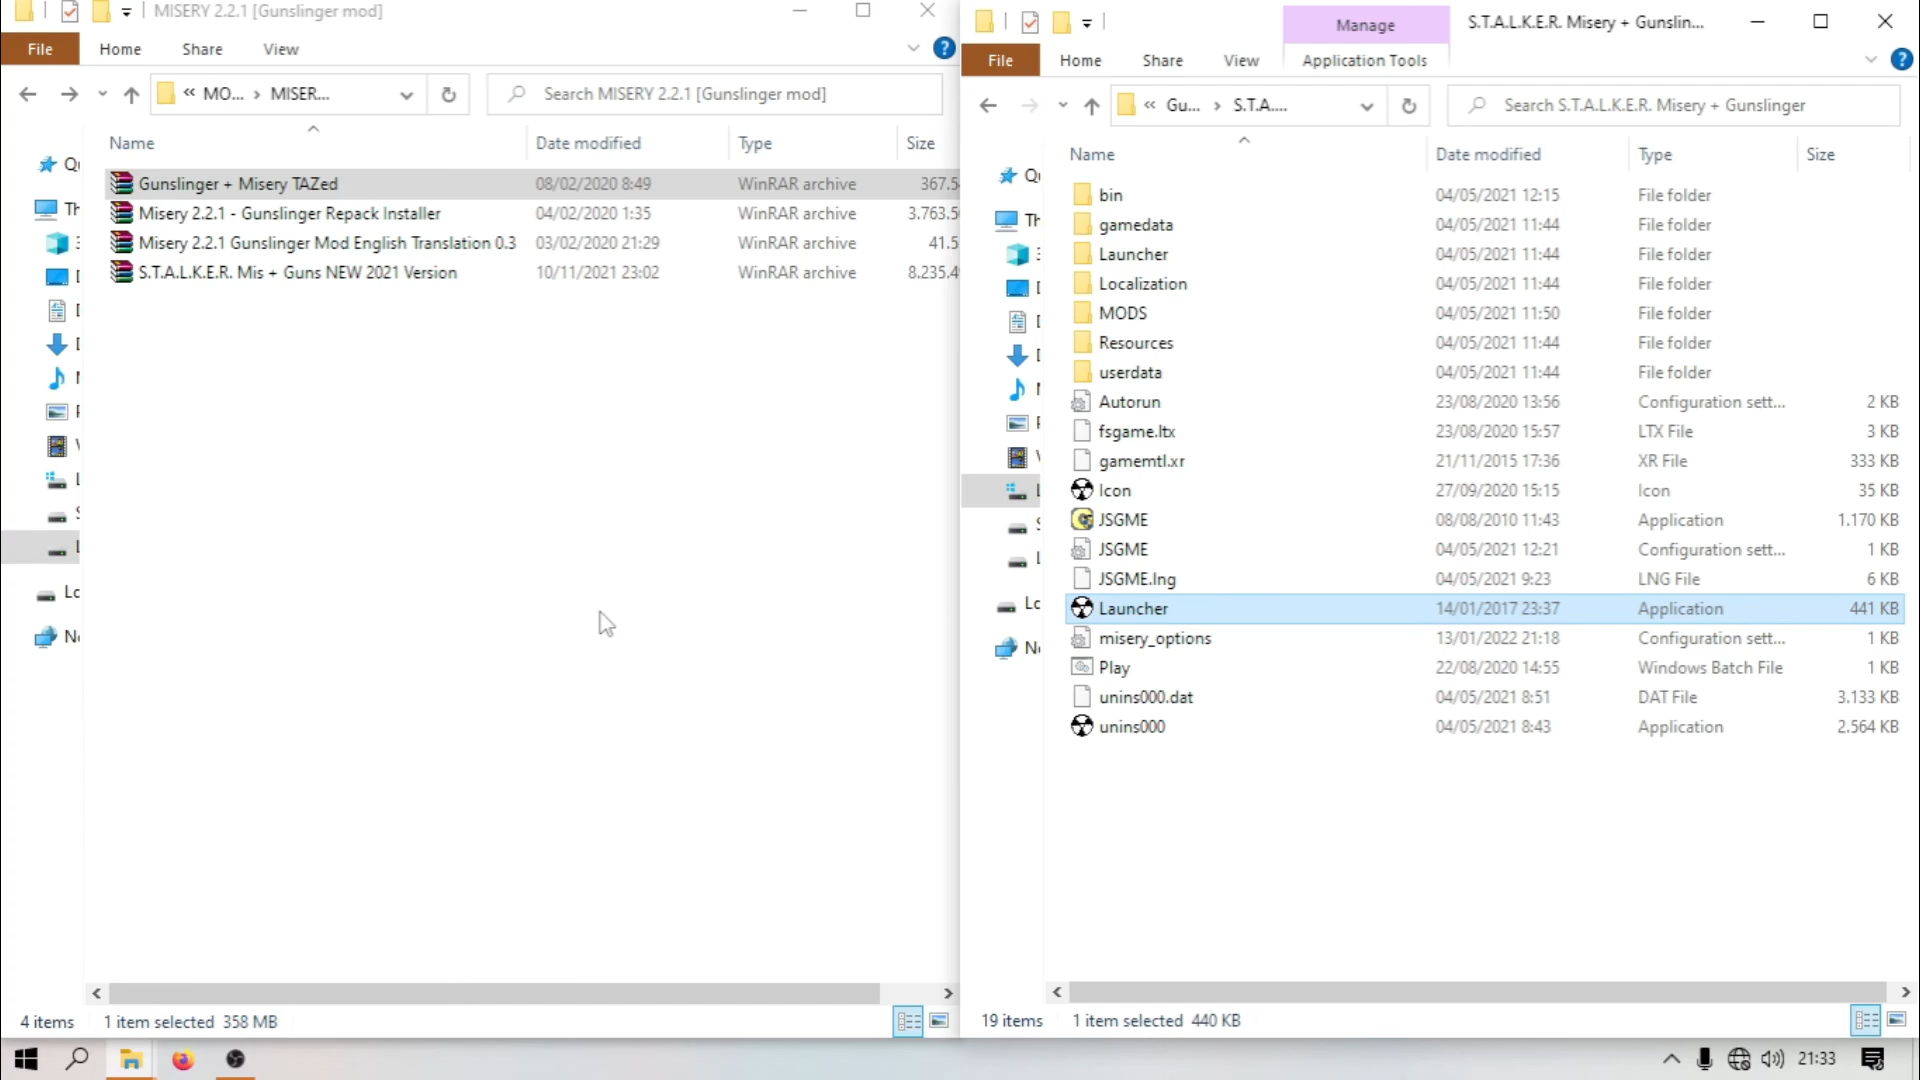 MISERY 2.2.1 [Gunslinger mod]
File Home Share View
« MO... › MISER...
Search MISERY 2.2.1 [Gunslinger mod]
Name Date modified Type Size
Gunslinger + Misery TAZed 08/02/2020 8:49 WinRAR archive 367.5
Misery 2.2.1 - Gunslinger Repack Installer 04/02/2020 1:35 WinRAR archive 3.763.5
Misery 2.2.1 Gunslinger Mod English Translation 0.3 03/02/2020 21:29 WinRAR archive 41.5
S.T.A.L.K.E.R. Mis + Guns NEW 2021 Version 10/11/2021 23:02 WinRAR archive 8.235.4
4 items 1 item selected 358 MB
Manage S.T.A.L.K.E.R. Misery + Gunslin...
File Home Share View Application Tools
« Gu... › S.T.A....
Search S.T.A.L.K.E.R. Misery + Gunslinger
Name Date modified Type Size
bin 04/05/2021 12:15 File folder
gamedata 04/05/2021 11:44 File folder
Launcher 04/05/2021 11:44 File folder
Localization 04/05/2021 11:44 File folder
MODS 04/05/2021 11:50 File folder
Resources 04/05/2021 11:44 File folder
userdata 04/05/2021 11:44 File folder
Autorun 23/08/2020 13:56 Configuration sett... 2 KB
fsgame.ltx 23/08/2020 15:57 LTX File 3 KB
gamemtl.xr 21/11/2015 17:36 XR File 333 KB
Icon 27/09/2020 15:15 Icon 35 KB
JSGME 08/08/2010 11:43 Application 1.170 KB
JSGME 04/05/2021 12:21 Configuration sett... 1 KB
JSGME.lng 04/05/2021 9:23 LNG File 6 KB
Launcher 14/01/2017 23:37 Application 441 KB
misery_options 13/01/2022 21:18 Configuration sett... 1 KB
Play 22/08/2020 14:55 Windows Batch File 1 KB
unins000.dat 04/05/2021 8:51 DAT File 3.133 KB
unins000 04/05/2021 8:43 Application 2.564 KB
19 items 1 item selected 440 KB
21:33